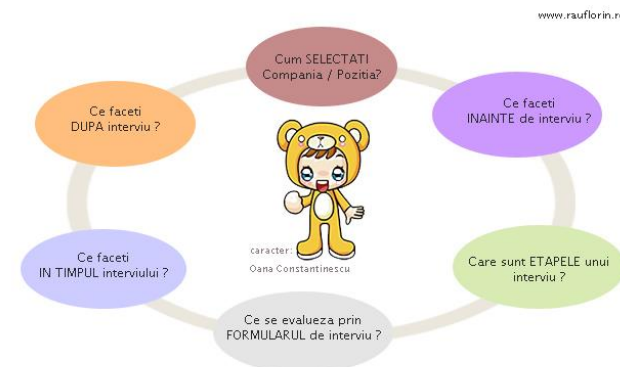 www.rauflorin.ro
Cum SELECTATI
Compania / Pozitia?
Ce faceti
INAINTE de interviu ?
Care sunt ETAPELE unui
interviu ?
Ce se evalueza prin
FORMULARUL de interviu ?
Ce faceti
IN TIMPUL interviului ?
Ce faceti
DUPA interviu ?
caracter:
Oana Constantinescu